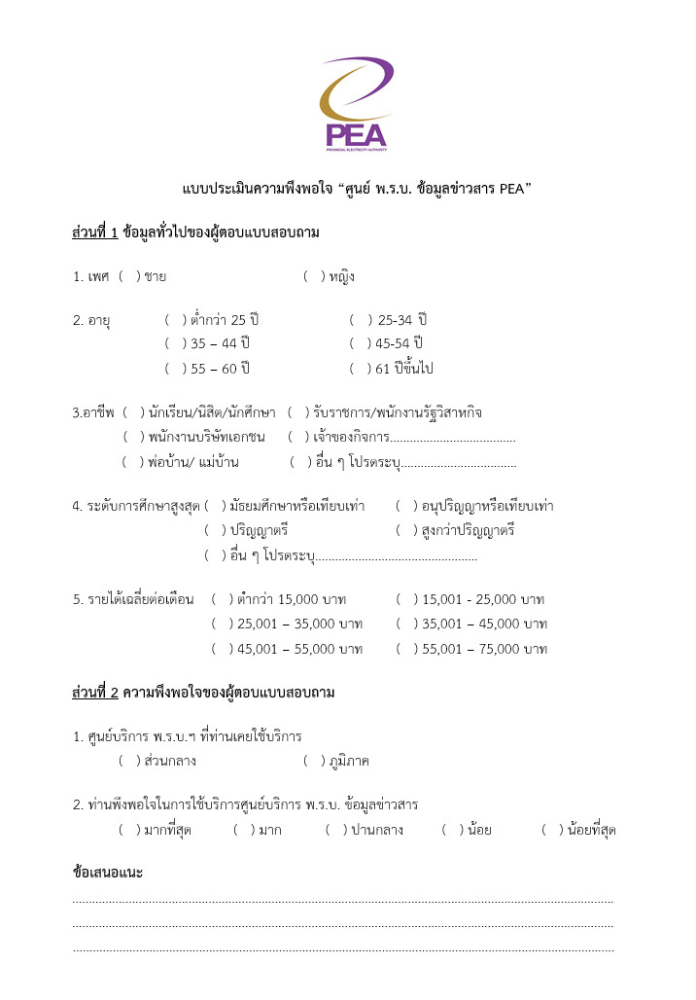 PEA
PROVINCIAL ELECTRICITY AUTHORITY
แบบประเมินความพึงพอใจ “ศูนย์ พ.ร.บ. ข้อมูลข่าวสาร PEA”
ส่วนที่ 1 ข้อมูลทั่วไปของผู้ตอบแบบสอบถาม
1. เพศ ( ) ชาย ( ) หญิง
2. อายุ ( ) ต่ำกว่า 25 ปี ( ) 25-34 ปี
( ) 35 – 44 ปี ( ) 45-54 ปี
( ) 55 – 60 ปี ( ) 61 ปีขึ้นไป
3.อาชีพ ( ) นักเรียน/นิสิต/นักศึกษา ( ) รับราชการ/พนักงานรัฐวิสาหกิจ
( ) พนักงานบริษัทเอกชน ( ) เจ้าของกิจการ......................................
( ) พ่อบ้าน/ แม่บ้าน ( ) อื่น ๆ โปรดระบุ...................................
4. ระดับการศึกษาสูงสุด ( ) มัธยมศึกษาหรือเทียบเท่า ( ) อนุปริญญาหรือเทียบเท่า
( ) ปริญญาตรี ( ) สูงกว่าปริญญาตรี
( ) อื่น ๆ โปรดระบุ.................................................
5. รายได้เฉลี่ยต่อเดือน ( ) ต่ำกว่า 15,000 บาท ( ) 15,001 - 25,000 บาท
( ) 25,001 – 35,000 บาท ( ) 35,001 – 45,000 บาท
( ) 45,001 – 55,000 บาท ( ) 55,001 – 75,000 บาท
ส่วนที่ 2 ความพึงพอใจของผู้ตอบแบบสอบถาม
1. ศูนย์บริการ พ.ร.บ.ฯ ที่ท่านเคยใช้บริการ
( ) ส่วนกลาง ( ) ภูมิภาค
2. ท่านพึงพอใจในการใช้บริการศูนย์บริการ พ.ร.บ. ข้อมูลข่าวสาร
( ) มากที่สุด ( ) มาก ( ) ปานกลาง ( ) น้อย ( ) น้อยที่สุด
ข้อเสนอแนะ
....................................................................................................................................................................
....................................................................................................................................................................
....................................................................................................................................................................